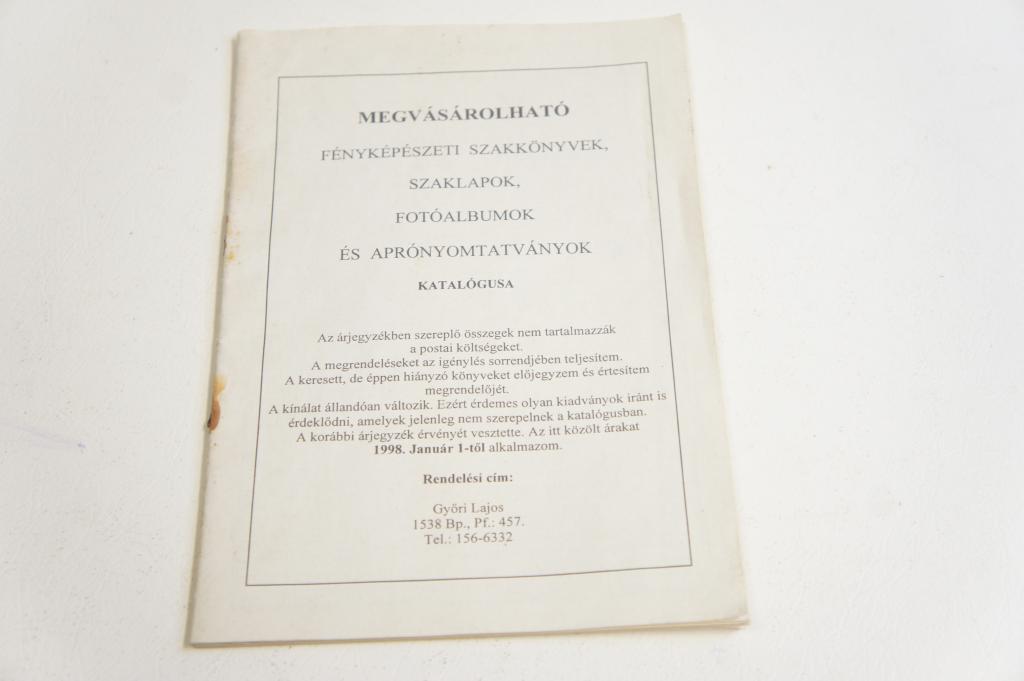 MEGVÁSÁROLHATÓ
FÉNYKÉPÉSZETI SZAKKÖNYVEK,
SZAKLAPOK,
FOTÓALBUMOK
ÉS APRÓNYOMTATVÁNYOK
KATALÓGUSA
Az árjegyzékben szereplő összegek nem tartalmazzák
a postai költségeket.
A megrendeléseket az igénylés sorrendjében teljesítem.
A keresett, de éppen hiányzó könyveket előjegyzem és értesítem
megrendelőjét.
A kínálat állandóan változik. Ezért érdemes olyan kiadványok iránt is
érdeklődni, amelyek jelenleg nem szerepelnek a katalógusban.
A korábbi árjegyzék érvényét vesztette. Az itt közölt árakat
1998. Január 1-től alkalmazom.
Rendelési cím:
Győri Lajos
1538 Bp., Pf.: 457.
Tel.: 156-6332